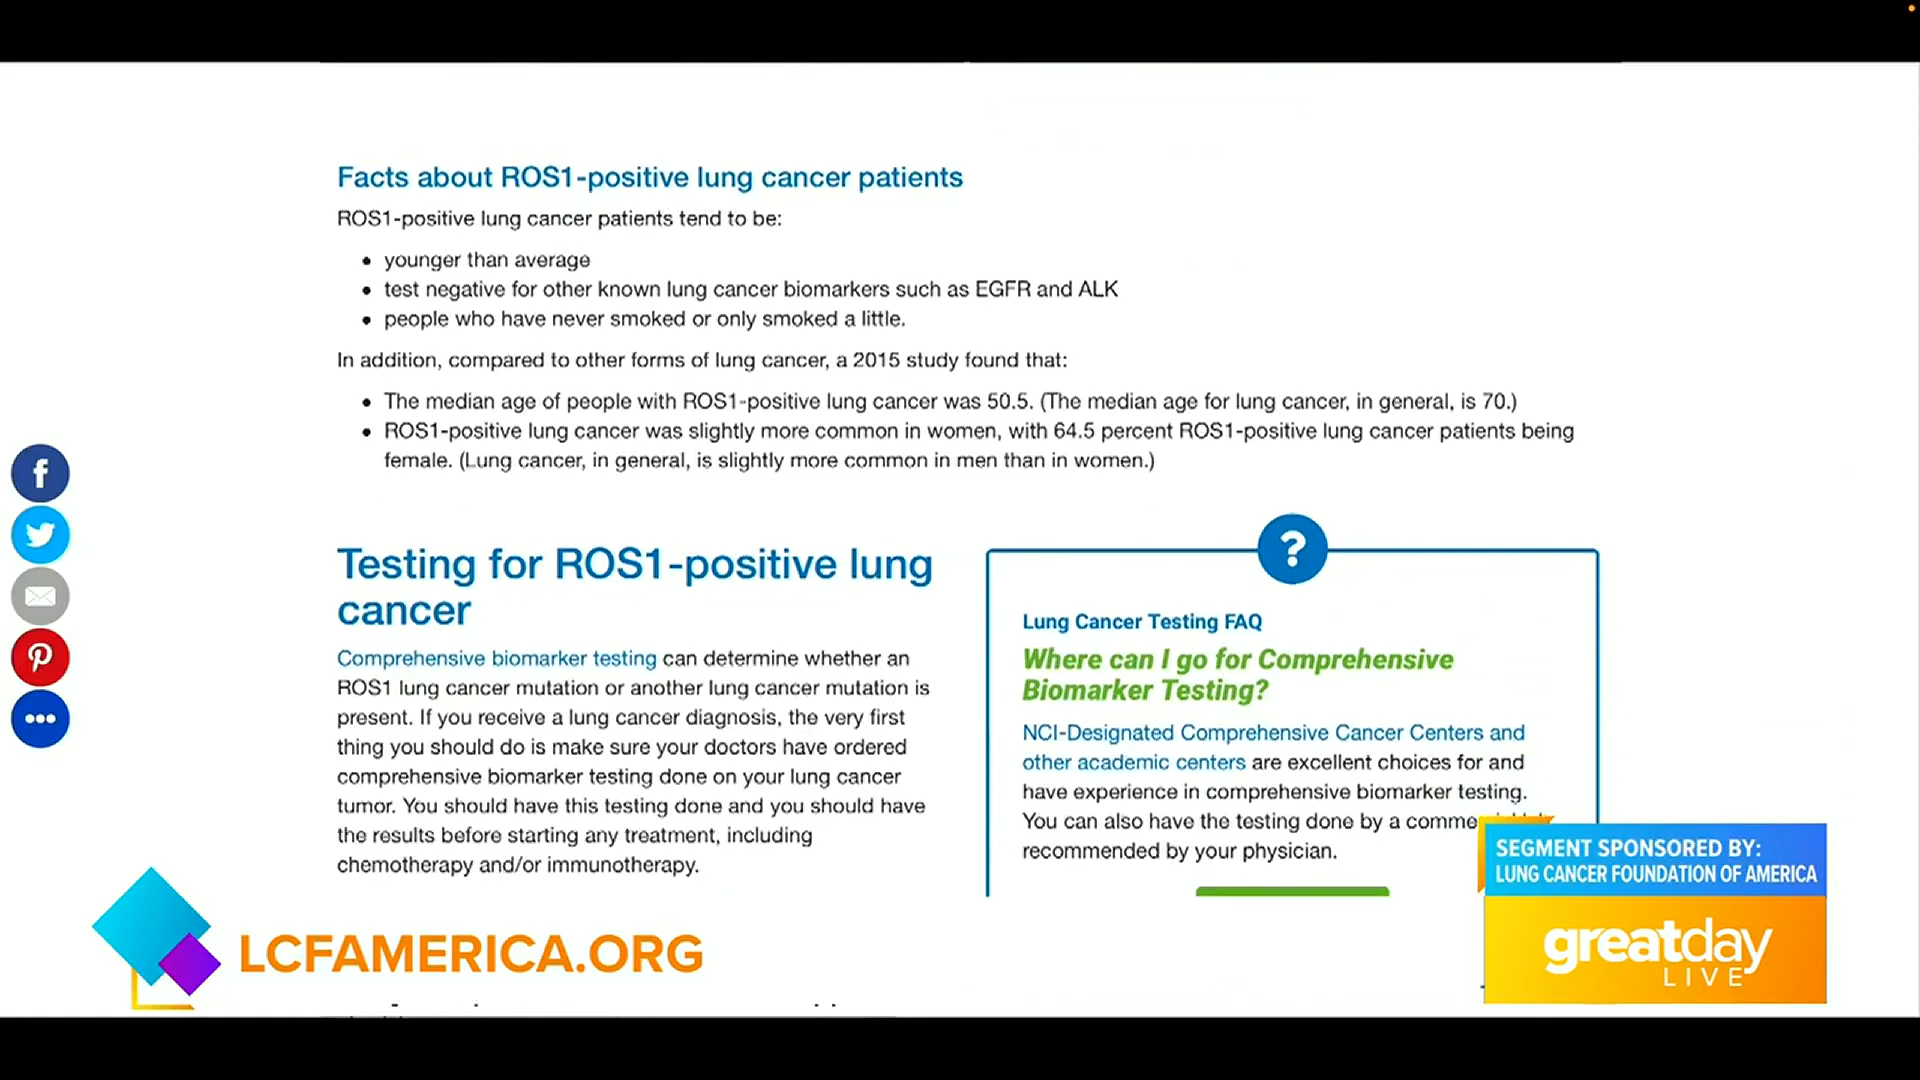 Facts about ROS1-positive lung cancer patients
ROS1-positive lung cancer patients tend to be:
• younger than average
• test negative for other known lung cancer biomarkers such as EGFR and ALK
• people who have never smoked or only smoked a little.
In addition, compared to other forms of lung cancer, a 2015 study found that:
• The median age of people with ROS1-positive lung cancer was 50.5. (The median age for lung cancer, in general, is 70.)
• ROS1-positive lung cancer was slightly more common in women, with 64.5 percent ROS1-positive lung cancer patients being
female. (Lung cancer, in general, is slightly more common in men than in women.)
Testing for ROS1-positive lung
cancer
Comprehensive biomarker testing can determine whether an
ROS1 lung cancer mutation or another lung cancer mutation is
present. If you receive a lung cancer diagnosis, the very first
thing you should do is make sure your doctors have ordered
comprehensive biomarker testing done on your lung cancer
tumor. You should have this testing done and you should have
the results before starting any treatment, including
chemotherapy and/or immunotherapy.
?
Lung Cancer Testing FAQ
Where can I go for Comprehensive
Biomarker Testing?
NCI-Designated Comprehensive Cancer Centers and
other academic centers are excellent choices for and
have experience in comprehensive biomarker testing.
You can also have the testing done by a
recommended by your physician.
LCFAMERICA.ORG
SEGMENT SPONSORED BY:
LUNG CANCER FOUNDATION OF AMERICA
greatday
LIVE